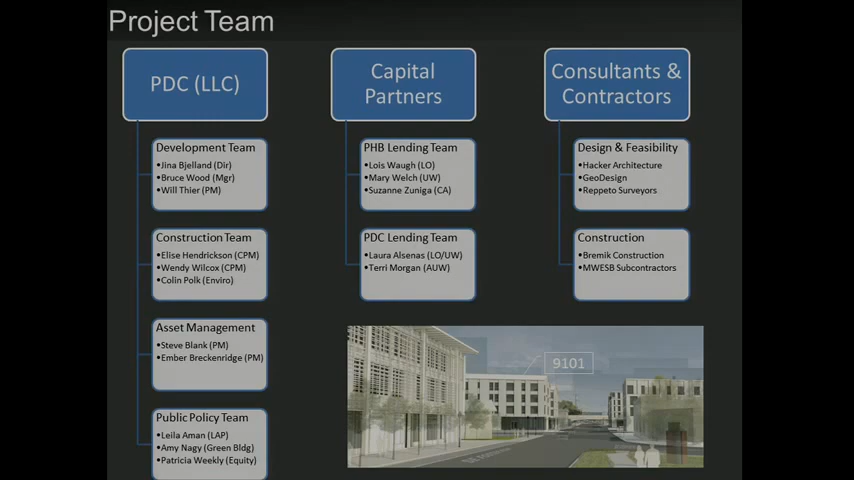 Project Team
PDC (LLC)
Development Team
•Jina Bjelland (Dir)
•Bruce Wood (Mgr)
•Will Thier (PM)
Construction Team
•Elise Hendrickson (CPM)
•Wendy Wilcox (CPM)
•Colin Polk (Enviro)
Asset Management
•Steve Blank (PM)
•Ember Breckenridge (PM)
Public Policy Team
•Leila Aman (LAP)
•Amy Nagy (Green Bldg)
•Patricia Weekly (Equity)
Capital
Partners
PHB Lending Team
•Lois Waugh (LO)
•Mary Welch (UW)
•Suzanne Zuniga (CA)
PDC Lending Team
•Laura Alsenas (LO/UW)
•Terri Morgan (AUW)
Consultants &
Contractors
Design & Feasibility
•Hacker Architecture
•GeoDesign
•Reppeto Surveyors
Construction
•Bremik Construction
•MWESB Subcontractors
9101